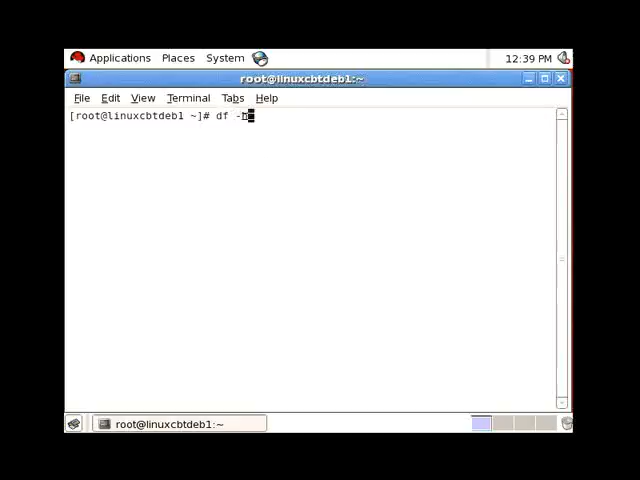 Applications Places System 12:39 PM
root@linuxcbtdeb1:~
File Edit View Terminal Tabs Help
[root@linuxcbtdeb1 ~]# df -h
root@linuxcbtdeb1:~